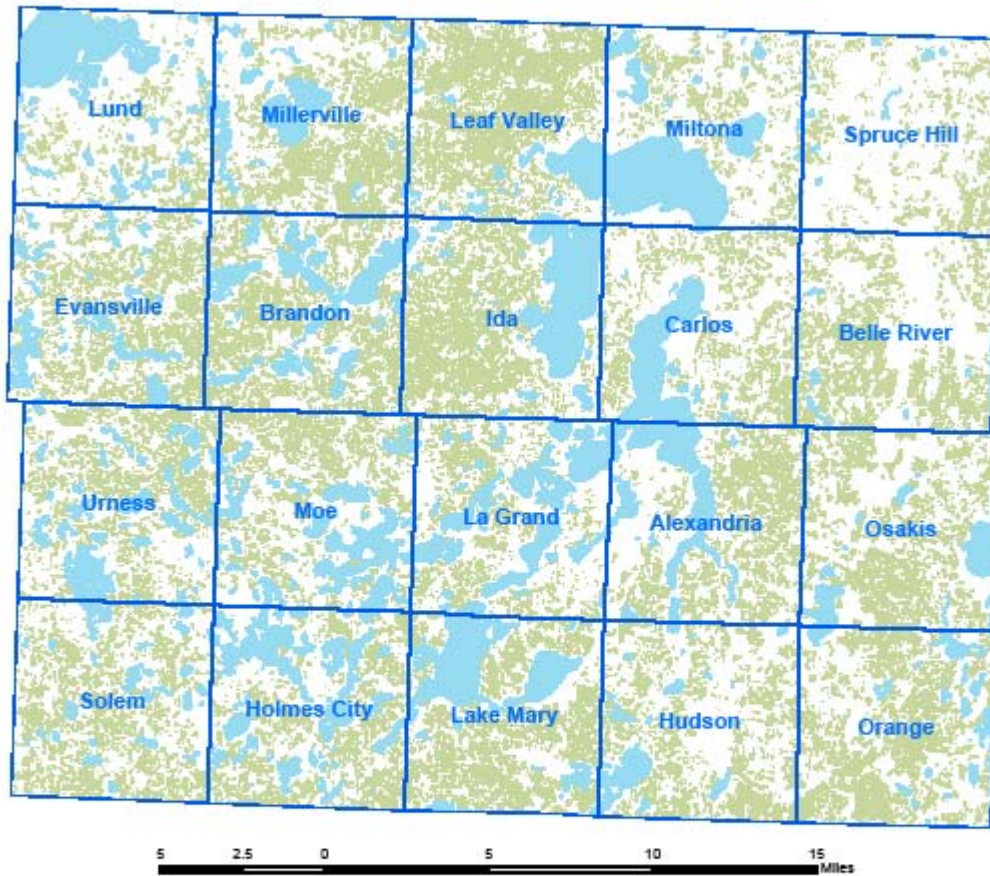 Lund
Millerville
Leaf Valley
Miltona
Spruce Hill
Evansville
Brandon
Ida
Carlos
Belle River
Urness
Moe
La Grand
Alexandria
Osakis
Solem
Holmes City
Lake Mary
Hudson
Orange
5 2.5 0 5 10 15
Miles